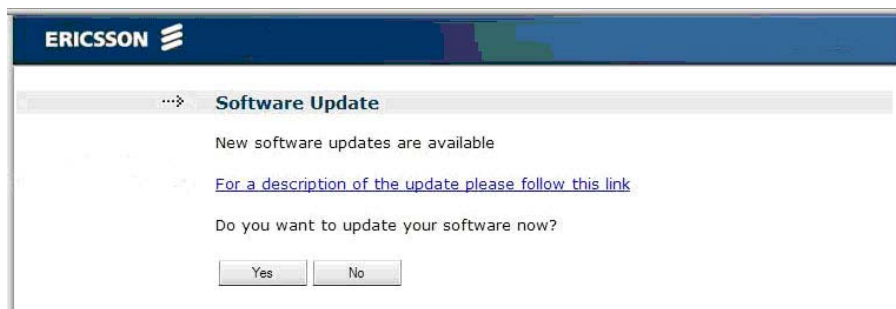 ERICSSON
Software Update
New software updates are available
For a description of the update please follow this link
Do you want to update your software now?
Yes No